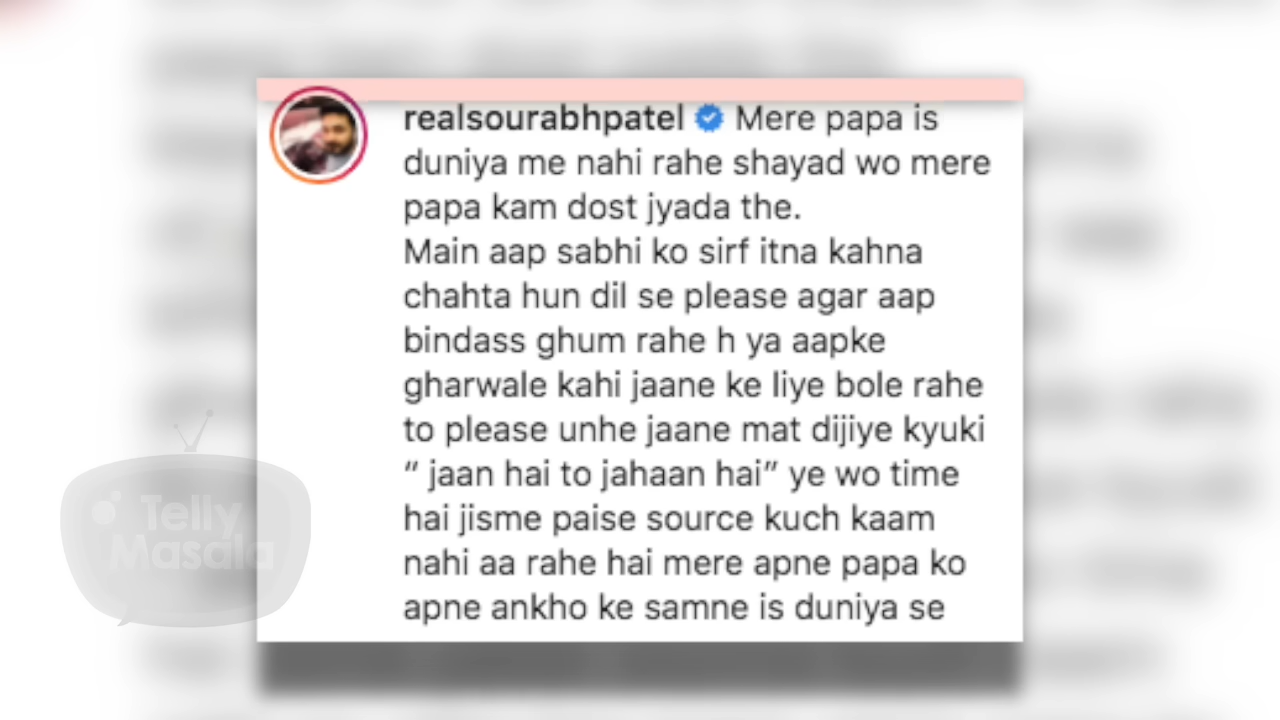 realsourabhpatel Mere papa is
duniya me nahi rahe shayad wo mere
papa kam dost jyada the.
Main aap sabhi ko sirf itna kahna
chahta hun dil se please agar aap
bindass ghum rahe h ya aapke
gharwale kahi jaane ke liye bole rahe
to please unhe jaane mat dijiye kyuki
“ jaan hai to jahaan hai” ye wo time
hai jisme paise source kuch kaam
nahi aa rahe hai mere apne papa ko
apne ankho ke samne is duniya se
Telly
Masala